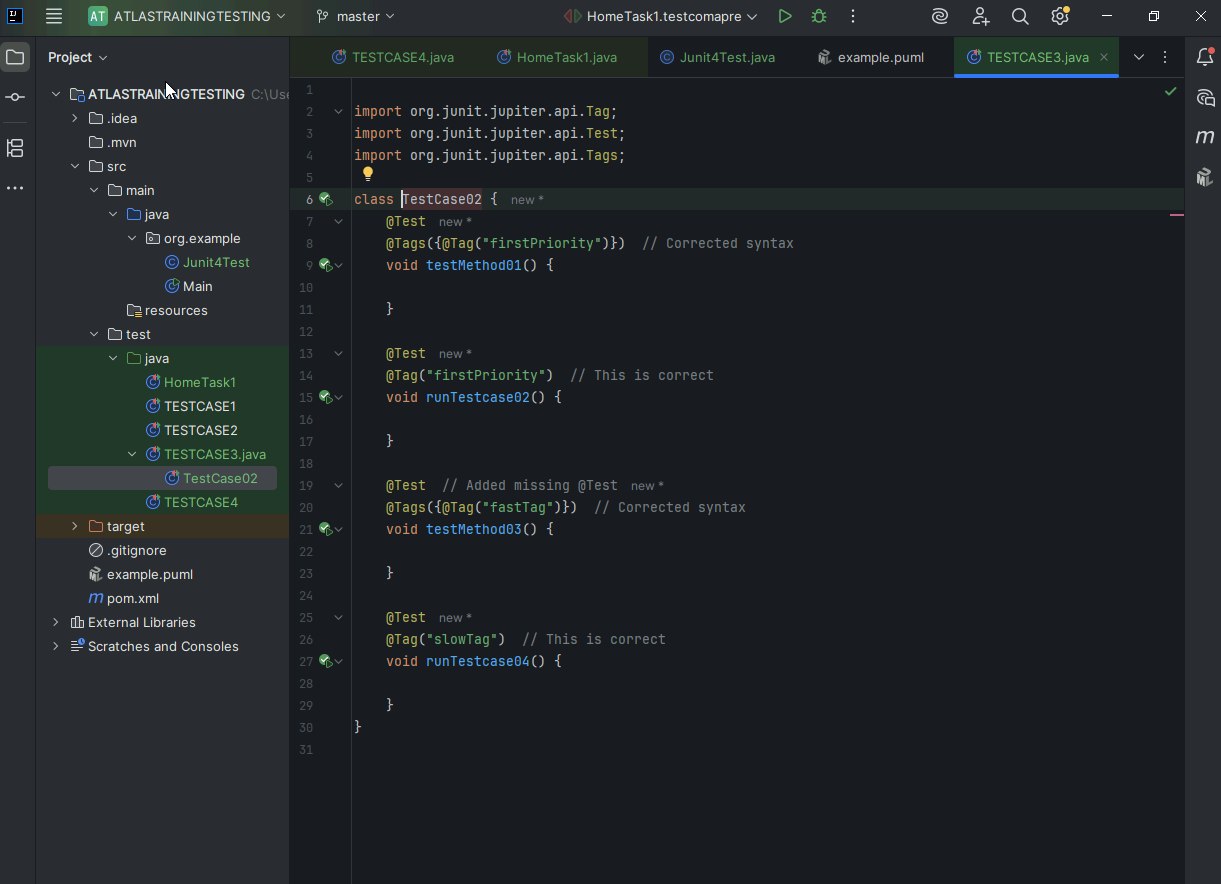 AT ATLASTRAININGTESTING master HomeTask1.testcomapre
Project
TESTCASE4.java HomeTask1.java Junit4Test.java example.puml TESTCASE3.java
ATLASTRAININGTESTING C:\Use
.idea
.mvn
src
main
java
org.example
Junit4Test
Main
resources
test
java
HomeTask1
TESTCASE1
TESTCASE2
TESTCASE3.java
TestCase02
TESTCASE4
target
.gitignore
example.puml
m pom.xml
External Libraries
Scratches and Consoles
1
2 import org.junit.jupiter.api.Tag;
3 import org.junit.jupiter.api.Test;
4 import org.junit.jupiter.api.Tags;
5
6 class TestCase02 { new *
7 @Test new *
8 @Tags({@Tag("firstPriority")}) // Corrected syntax
9 void testMethod01() {
10
11 }
12
13 @Test new *
14 @Tag("firstPriority") // This is correct
15 void runTestcase02() {
16
17 }
18
19 @Test // Added missing @Test new *
20 @Tags({@Tag("fastTag")}) // Corrected syntax
21 void testMethod03() {
22
23 }
24
25 @Test new *
26 @Tag("slowTag") // This is correct
27 void runTestcase04() {
28
29 }
30 }
31
m